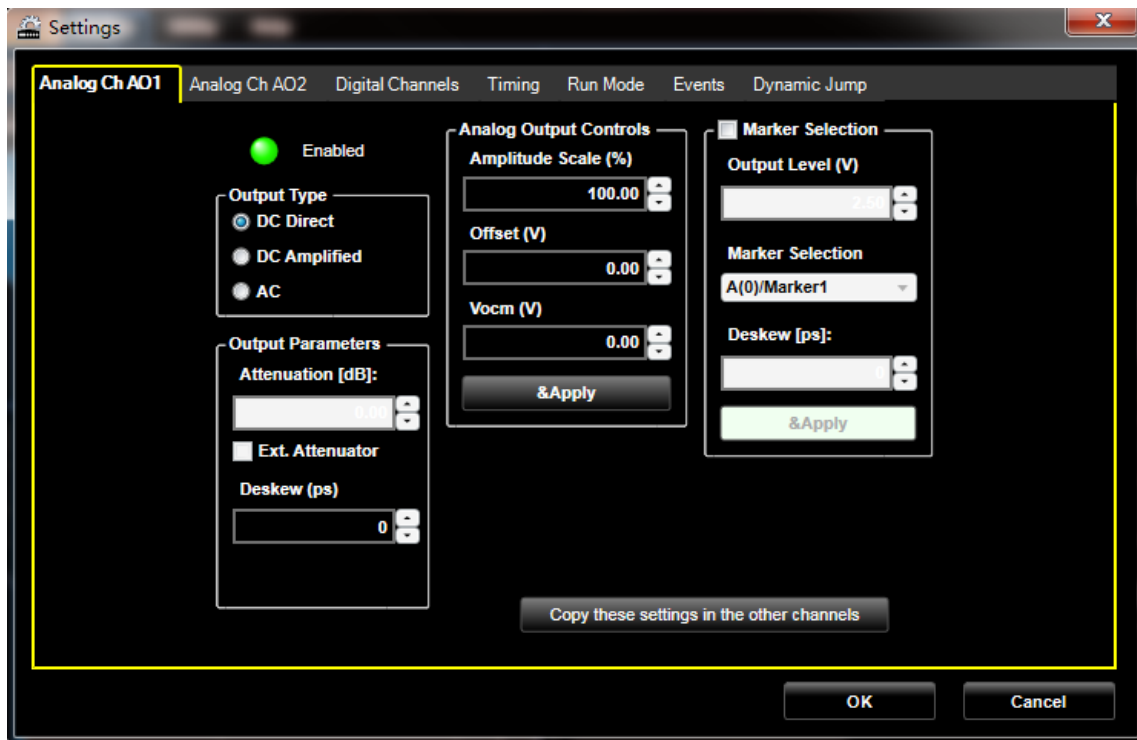 Settings
Analog Ch AO1 Analog Ch AO2 Digital Channels Timing Run Mode Events Dynamic Jump
Enabled
Output Type
DC Direct
DC Amplified
AC
Output Parameters
Attenuation [dB]:
0.00
Ext. Attenuator
Deskew (ps)
0
Analog Output Controls
Amplitude Scale (%)
100.00
Offset (V)
0.00
Vocm (V)
0.00
&Apply
Marker Selection
Output Level (V)
2.50
Marker Selection
A(0)/Marker1
Deskew [ps]:
0
&Apply
Copy these settings in the other channels
OK Cancel